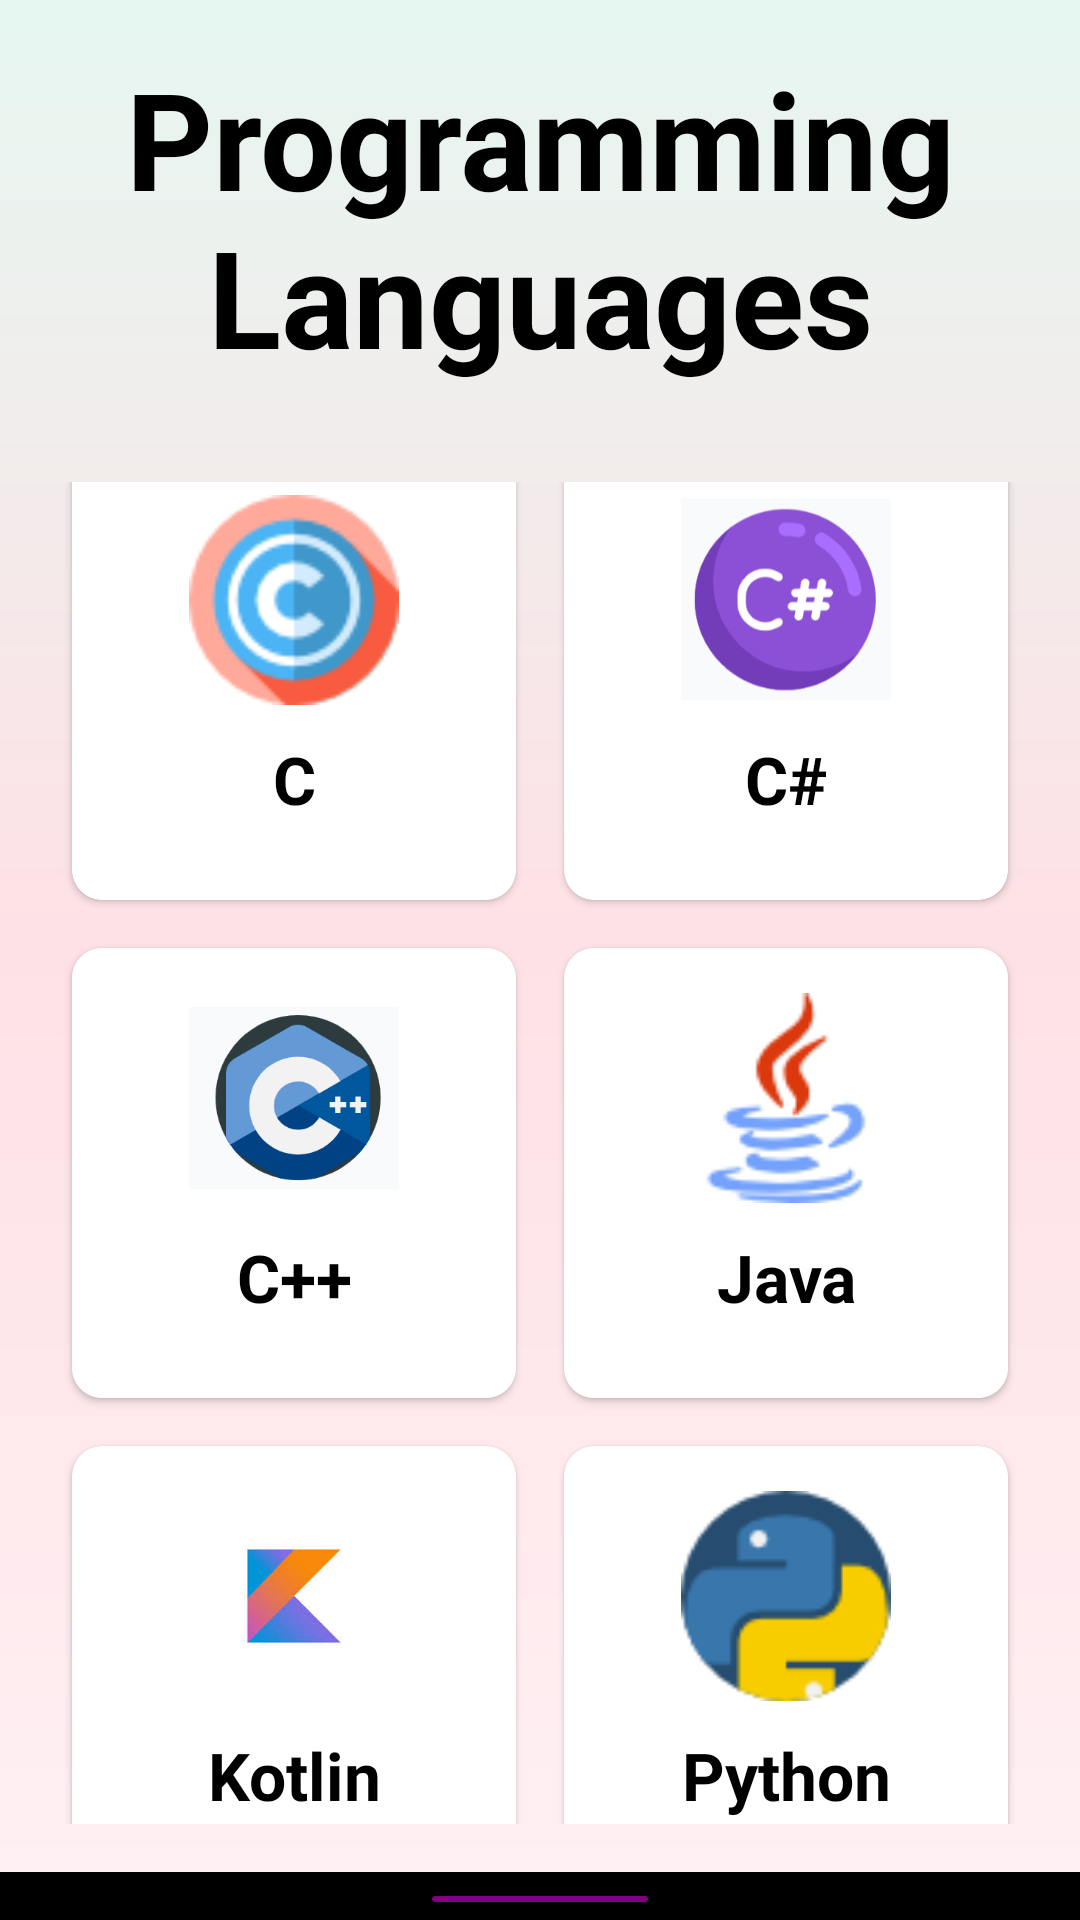 Programming
Languages
C C#
C C#
C ++ 
C++ Java
Kotlin Python